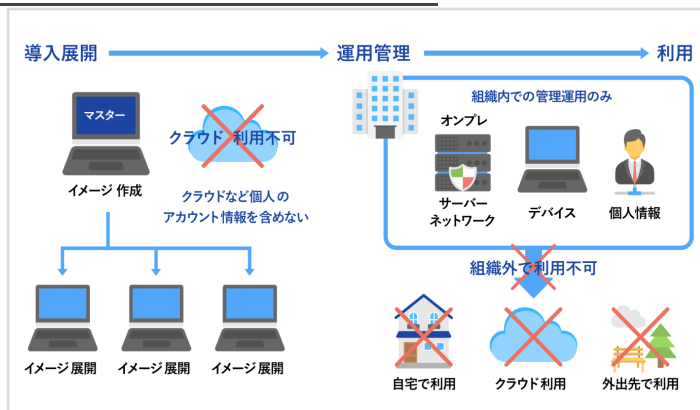 導入展開
運用管理
利用
マスター
イメージ 作成
クラウド 利用不可
クラウドなど個人の
アカウント情報を含めない
イメージ 展開
イメージ 展開
イメージ 展開
組織内での管理運用のみ
オンプレ
サーバー
ネットワーク
デバイス
個人情報
組織外で利用不可
自宅で利用
クラウド利用
外出先で利用